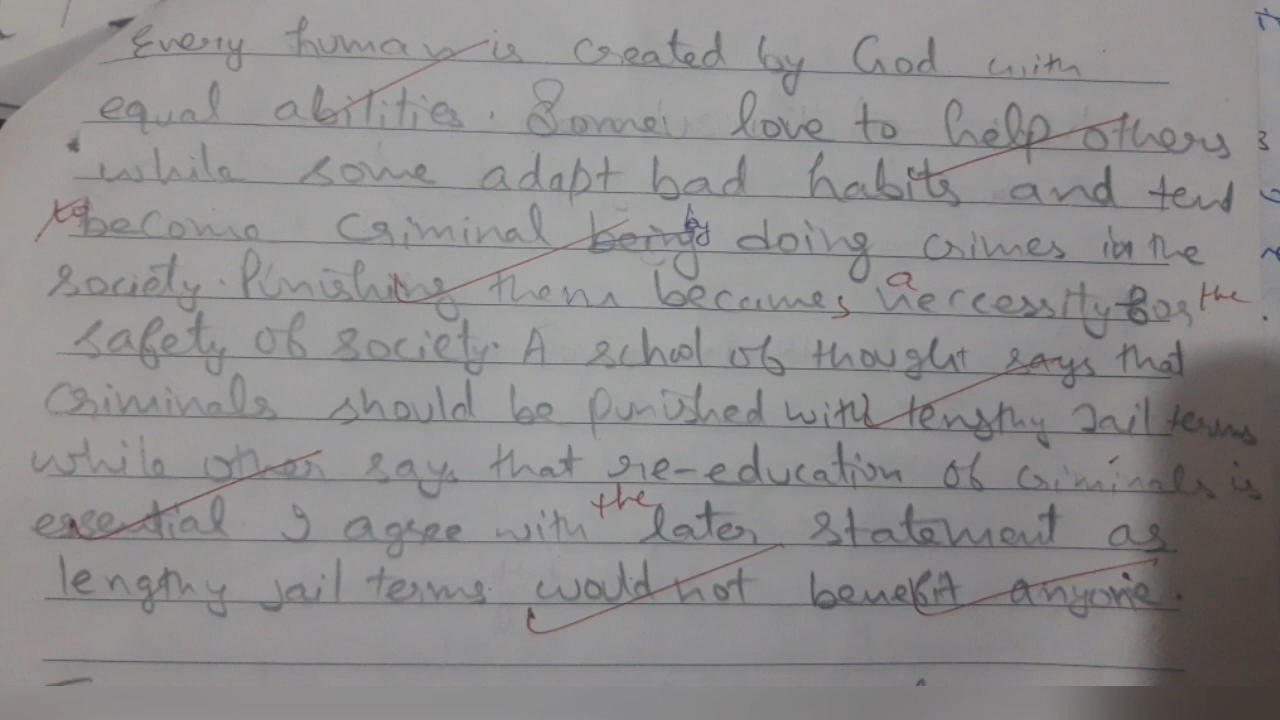 Every human is created by God with
equal abilities. Some love to help others
while some adapt bad habits and tend
to become criminal by doing crimes in the
society. Punishing them becomes a neccessity for the
safety of society. A school of thought says that
criminals should be punished with lengthy Jail terms
while other says that re-education of criminals is
essential. I agree with the later statement as
lengthy jail terms would not benefit anyone.